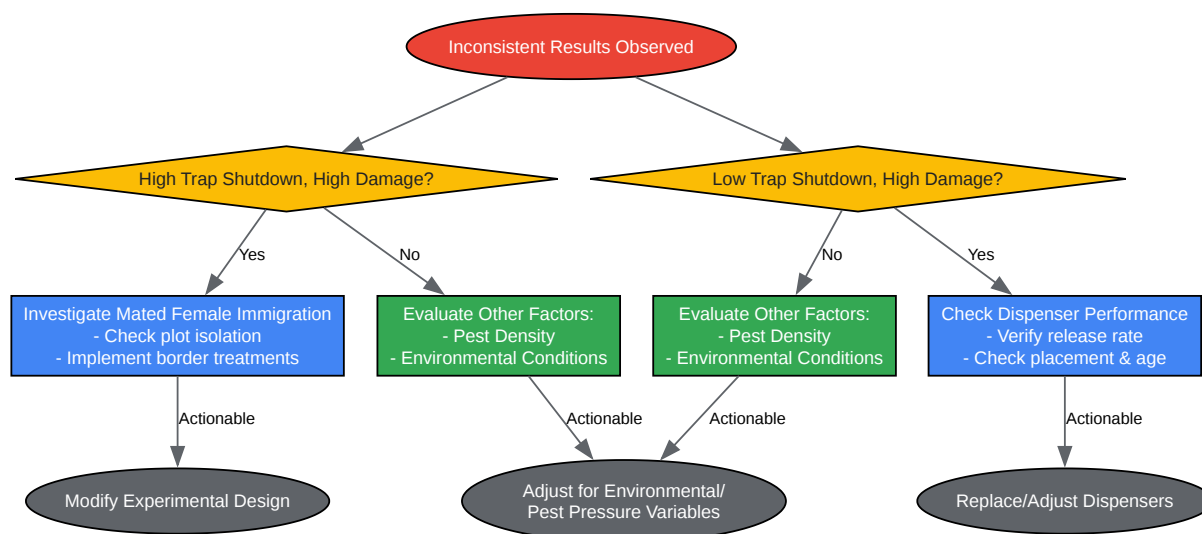 Inconsistent Results Observed
High Trap Shutdown, High Damage?
Low Trap Shutdown, High Damage?
Yes
No
No
Yes
Investigate Mated Female Immigration
- Check plot isolation
- Implement border treatments
Evaluate Other Factors:
- Pest Density
- Environmental Conditions
Evaluate Other Factors:
- Pest Density
- Environmental Conditions
Check Dispenser Performance
- Verify release rate
- Check placement & age
Actionable
Actionable
Actionable
Actionable
Modify Experimental Design
Adjust for Environmental/
Pest Pressure Variables
Replace/Adjust Dispensers